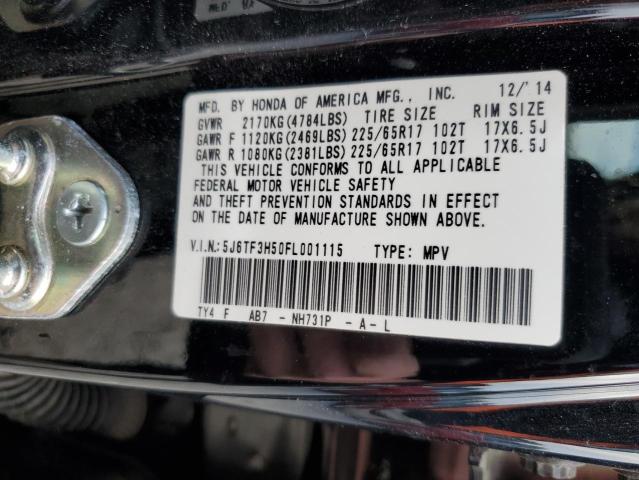 MFD. BY HONDA OF AMERICA MFG., INC. 12/'14
GVWR 2170KG(4784LBS) TIRE SIZE RIM SIZE
GAWR F 1120KG(2469LBS) 225/65R17 102T 17X6.5J
GAWR R 1080KG(2381LBS) 225/65R17 102T 17X6.5J
THIS VEHICLE CONFORMS TO ALL APPLICABLE
FEDERAL MOTOR VEHICLE SAFETY
AND THEFT PREVENTION STANDARDS IN EFFECT
ON THE DATE OF MANUFACTURE SHOWN ABOVE.
V.I.N.: 5J6TF3H50FL001115 TYPE: MPV
TY4 F AB7 - NH731P - A - L